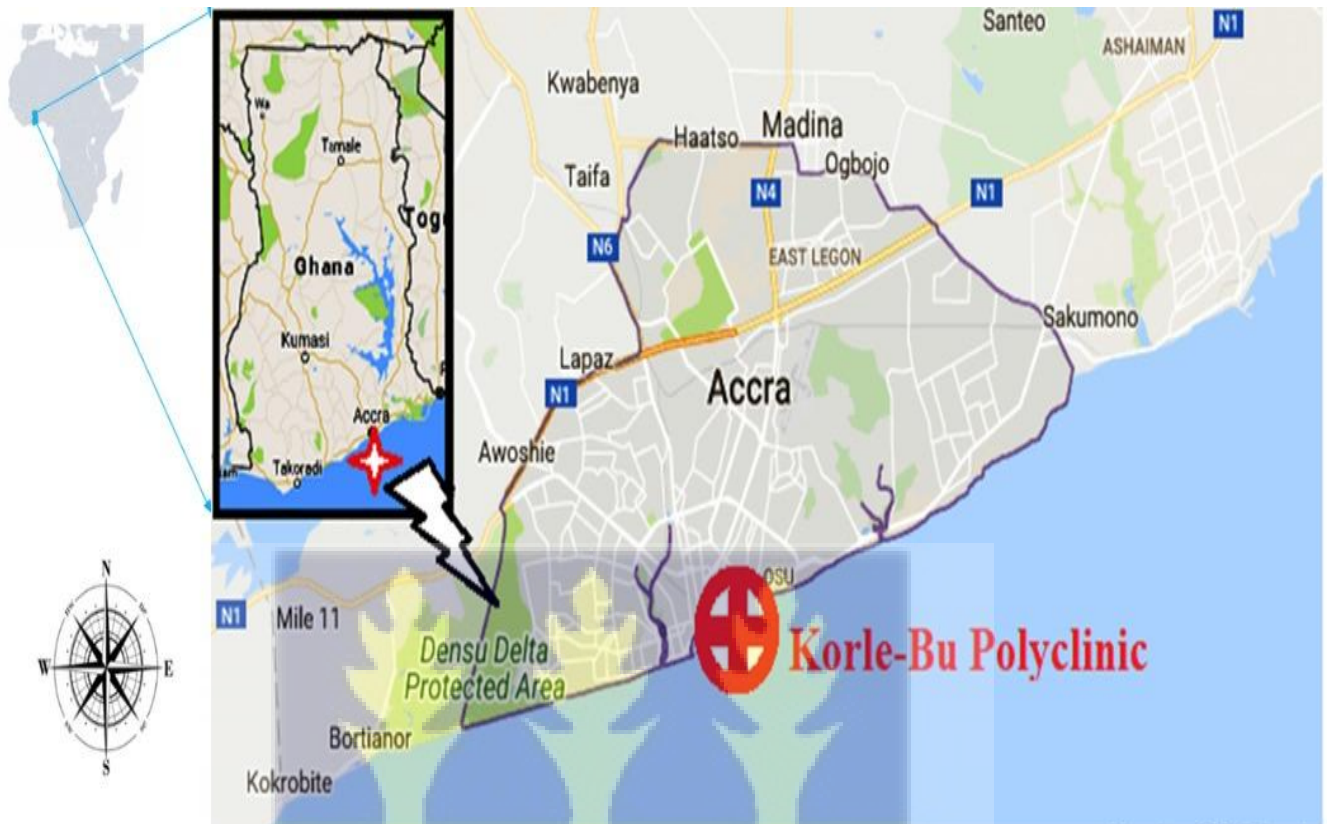 Santeo
N1
ASHAIMAN
Kwabenya
Haatso
Madina
Taifa
Ogbojo
N4
N1
N6
EAST LEGON
Sakumono
Lapaz
N1
Accra
Awoshie
OSU
N1
Mile 11
Densu Delta
Protected Area
Korle-Bu Polyclinic
Bortianor
Kokrobite
Wa
Tamale
Ghana
Kumasi
Accra
Takoradi
N
W
E
S